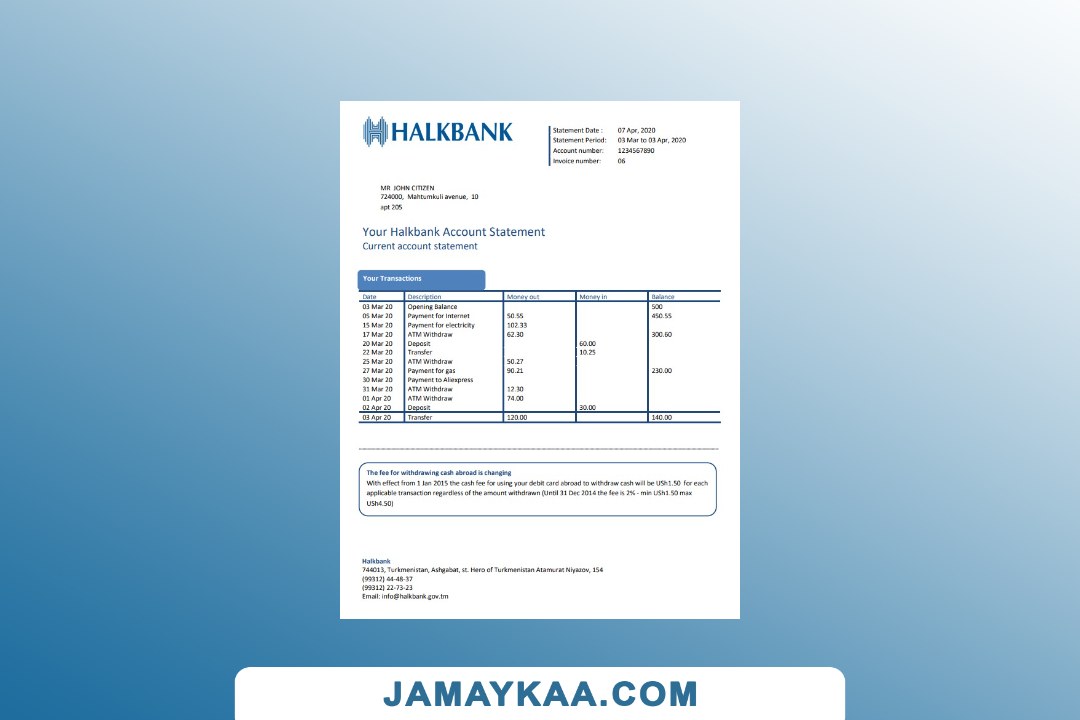 HALKBANK
Statement Date : 07 Apr, 2020
Statement Period: 03 Mar to 03 Apr, 2020
Account number: 1234567890
Invoice number: 06
MR JOHN CITIZEN
724000, Mahtumkuli avenue, 10
apt 205
Your Halkbank Account Statement
Current account statement
Your Transactions
Date Description Money out Money in Balance
03 Mar 20 Opening Balance 500
05 Mar 20 Payment for Internet 50.55 450.55
15 Mar 20 Payment for electricity 102.33
17 Mar 20 ATM Withdraw 62.30 300.60
20 Mar 20 Deposit 60.00
22 Mar 20 Transfer 10.25
25 Mar 20 ATM Withdraw 50.27
27 Mar 20 Payment for gas 90.21 230.00
30 Mar 20 Payment to Aliexpress
31 Mar 20 ATM Withdraw 12.30
01 Apr 20 ATM Withdraw 74.00
02 Apr 20 Deposit 30.00
03 Apr 20 Transfer 120.00 140.00
The fee for withdrawing cash abroad is changing
With effect from 1 Jan 2015 the cash fee for using your debit card abroad to withdraw cash will be USh1.50 for each
applicable transaction regardless of the amount withdrawn (Until 31 Dec 2014 the fee is 2% - min USh1.50 max
USh4.50)
Halkbank
744013, Turkmenistan, Ashgabat, st. Hero of Turkmenistan Atamurat Niyazov, 154
(99312) 44-48-37
(99312) 22-73-23
Email: info@halkbank.gov.tm
JAMAYKAA.COM